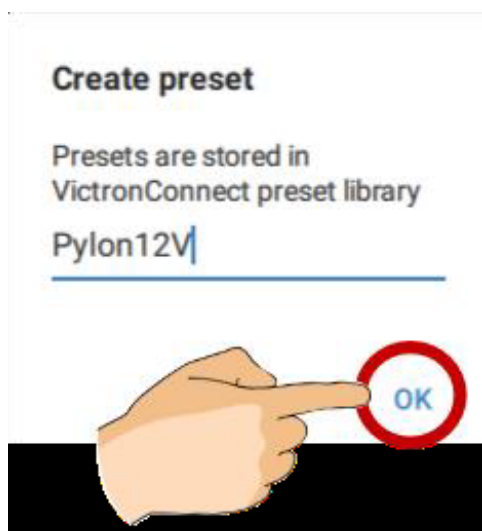 Create preset
Presets are stored in
VictronConnect preset library
Pylon12V
OK